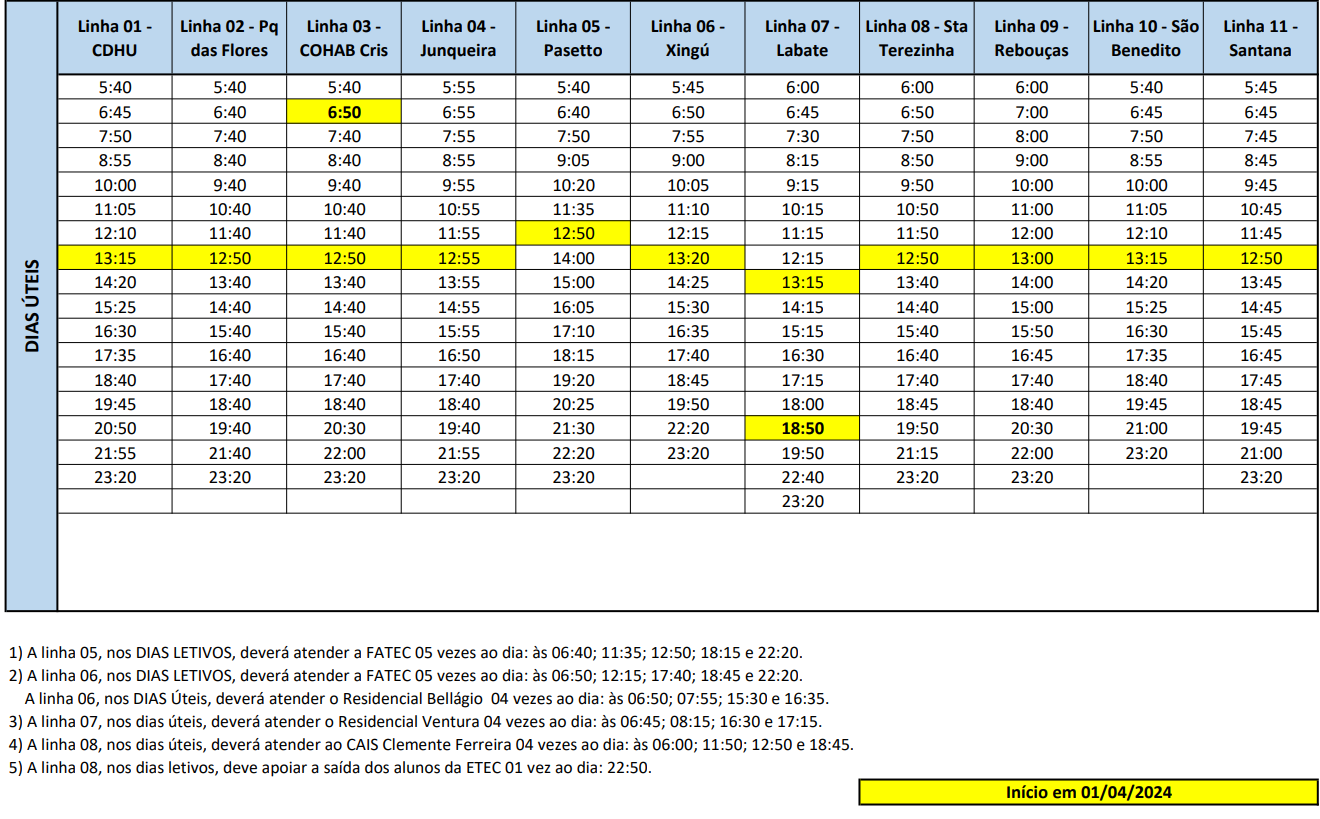 Linha 01 - CDHU Linha 02 - Pq das Flores Linha 03 - COHAB Cris Linha 04 - Junqueira Linha 05 - Pasetto Linha 06 - Xingú Linha 07 - Labate Linha 08 - Sta Terezinha Linha 09 - Rebouças Linha 10 - São Benedito Linha 11 - Santana
DIAS ÚTEIS
5:40 5:40 5:40 5:55 5:40 5:45 6:00 6:00 6:00 5:40 5:45
6:45 6:40 6:50 6:55 6:40 6:50 6:45 6:50 7:00 6:45 6:45
7:50 7:40 7:40 7:55 7:50 7:55 7:30 7:50 8:00 7:50 7:45
8:55 8:40 8:40 8:55 9:05 9:00 8:15 8:50 9:00 8:55 8:45
10:00 9:40 9:40 9:55 10:20 10:05 9:15 9:50 10:00 10:00 9:45
11:05 10:40 10:40 10:55 11:35 11:10 10:15 10:50 11:00 11:05 10:45
12:10 11:40 11:40 11:55 12:50 12:15 11:15 11:50 12:00 12:10 11:45
13:15 12:50 12:50 12:55 14:00 13:20 12:15 12:50 13:00 13:15 12:50
14:20 13:40 13:40 13:55 15:00 14:25 13:15 13:40 14:00 14:20 13:45
15:25 14:40 14:40 14:55 16:05 15:30 14:15 14:40 15:00 15:25 14:45
16:30 15:40 15:40 15:55 17:10 16:35 15:15 15:40 15:50 16:30 15:45
17:35 16:40 16:40 16:50 18:15 17:40 16:30 16:40 16:45 17:35 16:45
18:40 17:40 17:40 17:40 19:20 18:45 17:15 17:40 17:40 18:40 17:45
19:45 18:40 18:40 18:40 20:25 19:50 18:00 18:45 18:40 19:45 18:45
20:50 19:40 20:30 19:40 21:30 22:20 18:50 19:50 20:30 21:00 19:45
21:55 21:40 22:00 21:55 22:20 23:20 19:50 21:15 22:00 23:20 21:00
23:20 23:20 23:20 23:20 23:20 22:40 23:20 23:20 23:20
23:20
1) A linha 05, nos DIAS LETIVOS, deverá atender a FATEC 05 vezes ao dia: às 06:40; 11:35; 12:50; 18:15 e 22:20.
2) A linha 06, nos DIAS LETIVOS, deverá atender a FATEC 05 vezes ao dia: às 06:50; 12:15; 17:40; 18:45 e 22:20.
A linha 06, nos DIAS Úteis, deverá atender o Residencial Bellágio 04 vezes ao dia: às 06:50; 07:55; 15:30 e 16:35.
3) A linha 07, nos dias úteis, deverá atender o Residencial Ventura 04 vezes ao dia: às 06:45; 08:15; 16:30 e 17:15.
4) A linha 08, nos dias úteis, deverá atender ao CAIS Clemente Ferreira 04 vezes ao dia: às 06:00; 11:50; 12:50 e 18:45.
5) A linha 08, nos dias letivos, deve apoiar a saída dos alunos da ETEC 01 vez ao dia: 22:50.
Início em 01/04/2024